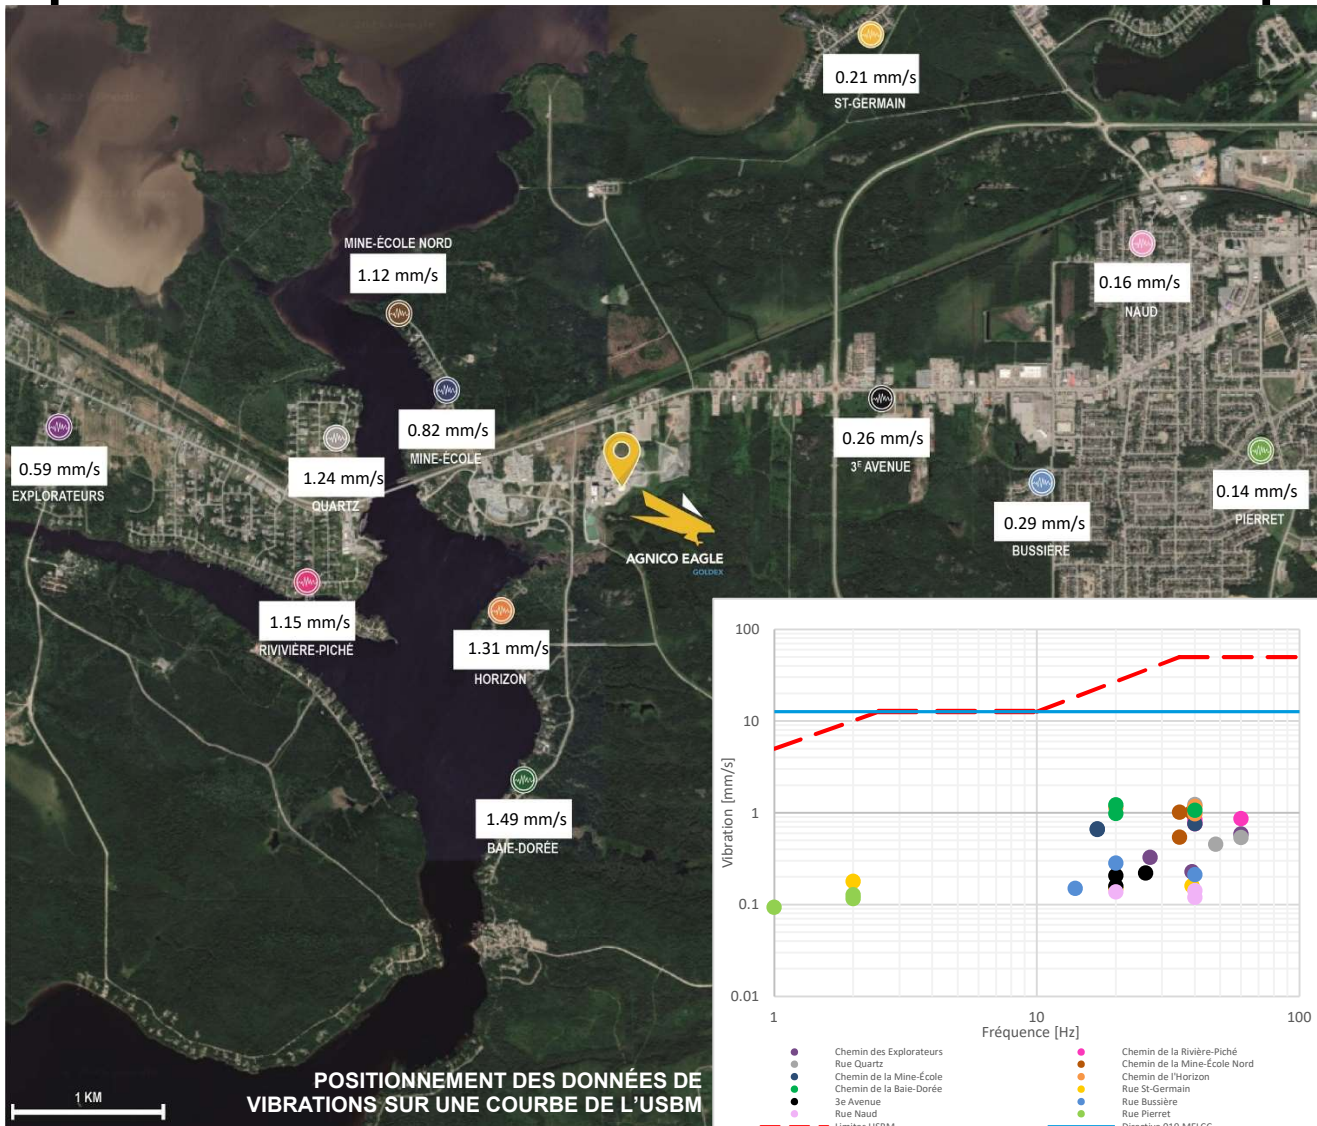 0.21 mm/s
ST-GERMAIN
MINE-ÉCOLE NORD
1.12 mm/s
0.16 mm/s
NAUD
0.82 mm/s
MINE-ÉCOLE
0.59 mm/s
EXPLORATEURS
1.24 mm/s
QUARTZ
0.26 mm/s
3E AVENUE
0.29 mm/s
BUSSIÈRE
0.14 mm/s
PIERRET
AGNICO EAGLE
GOLDEX
1.15 mm/s
RIVIVIÈRE-PICHÉ
1.31 mm/s
HORIZON
1.49 mm/s
BAIE-DORÉE
1 KM
POSITIONNEMENT DES DONNÉES DE
VIBRATIONS SUR UNE COURBE DE L'USBM
100
10
1
0.1
0.01
Vibration [mm/s]
1
10
100
Fréquence [Hz]
Chemin des Explorateurs
Chemin de la Rivière-Piché
Rue Quartz
Chemin de la Mine-École Nord
Chemin de la Mine-École
Chemin de l'Horizon
Chemin de la Baie-Dorée
Rue St-Germain
3e Avenue
Rue Bussière
Rue Naud
Rue Pierret
Limites USBM
Directive 019 MELCC